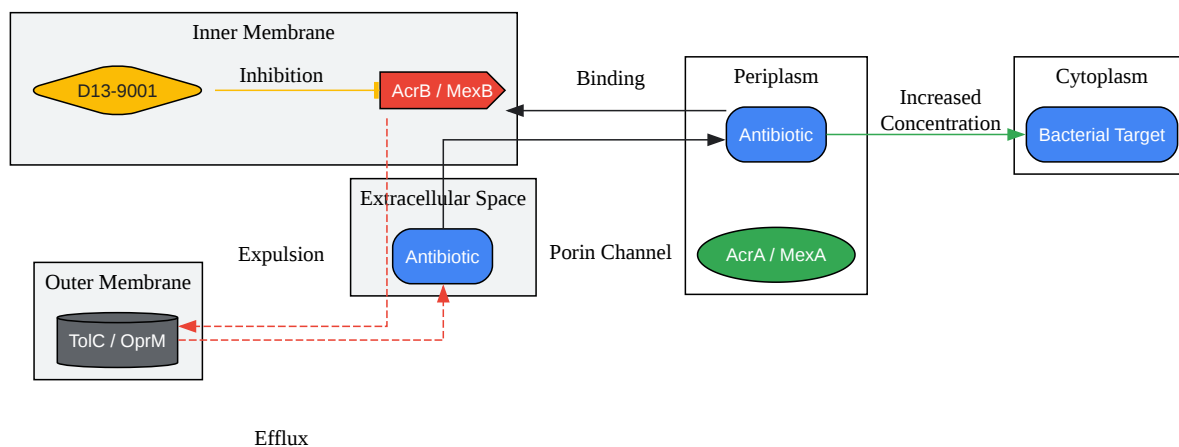 Inner Membrane
D13-9001
Inhibition
AcrB / MexB
Binding
Periplasm
Antibiotic
AcrA / MexA
Increased
Concentration
Cytoplasm
Bacterial Target
Extracellular Space
Antibiotic
Porin Channel
Expulsion
Outer Membrane
TolC / OprM
Efflux